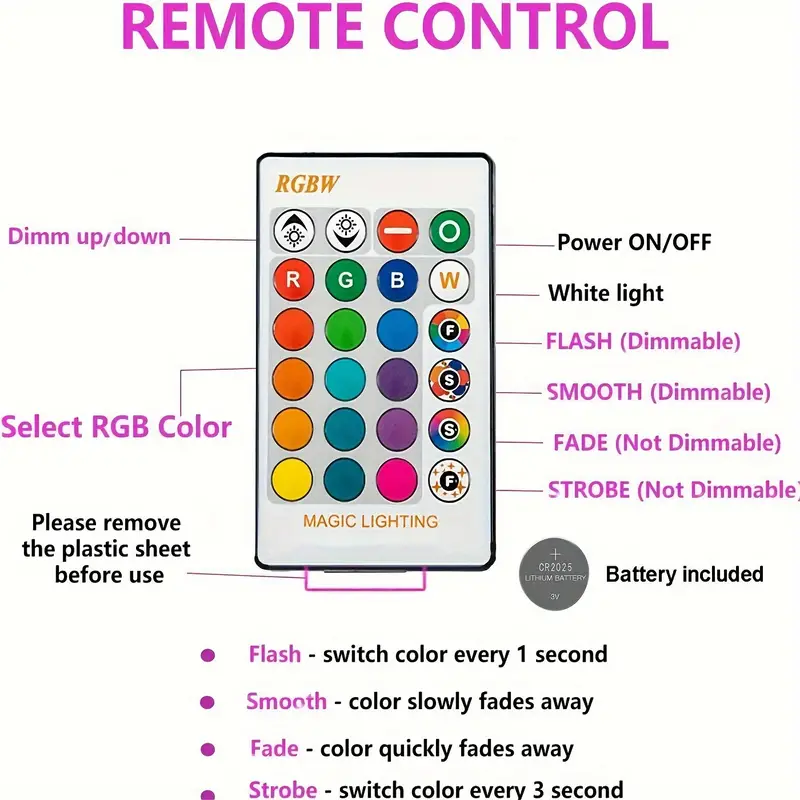 REMOTE CONTROL
RGBW
Dimm up/down
Power ON/OFF
R G B W
White light
F
FLASH (Dimmable)
S
SMOOTH (Dimmable)
Select RGB Color
S
FADE (Not Dimmable)
F
STROBE (Not Dimmable)
MAGIC LIGHTING
Please remove
the plastic sheet
before use
+
CR2025
LITHIUM BATTERY
3V
Battery included
Flash - switch color every 1 second
Smooth - color slowly fades away
Fade - color quickly fades away
Strobe - switch color every 3 second